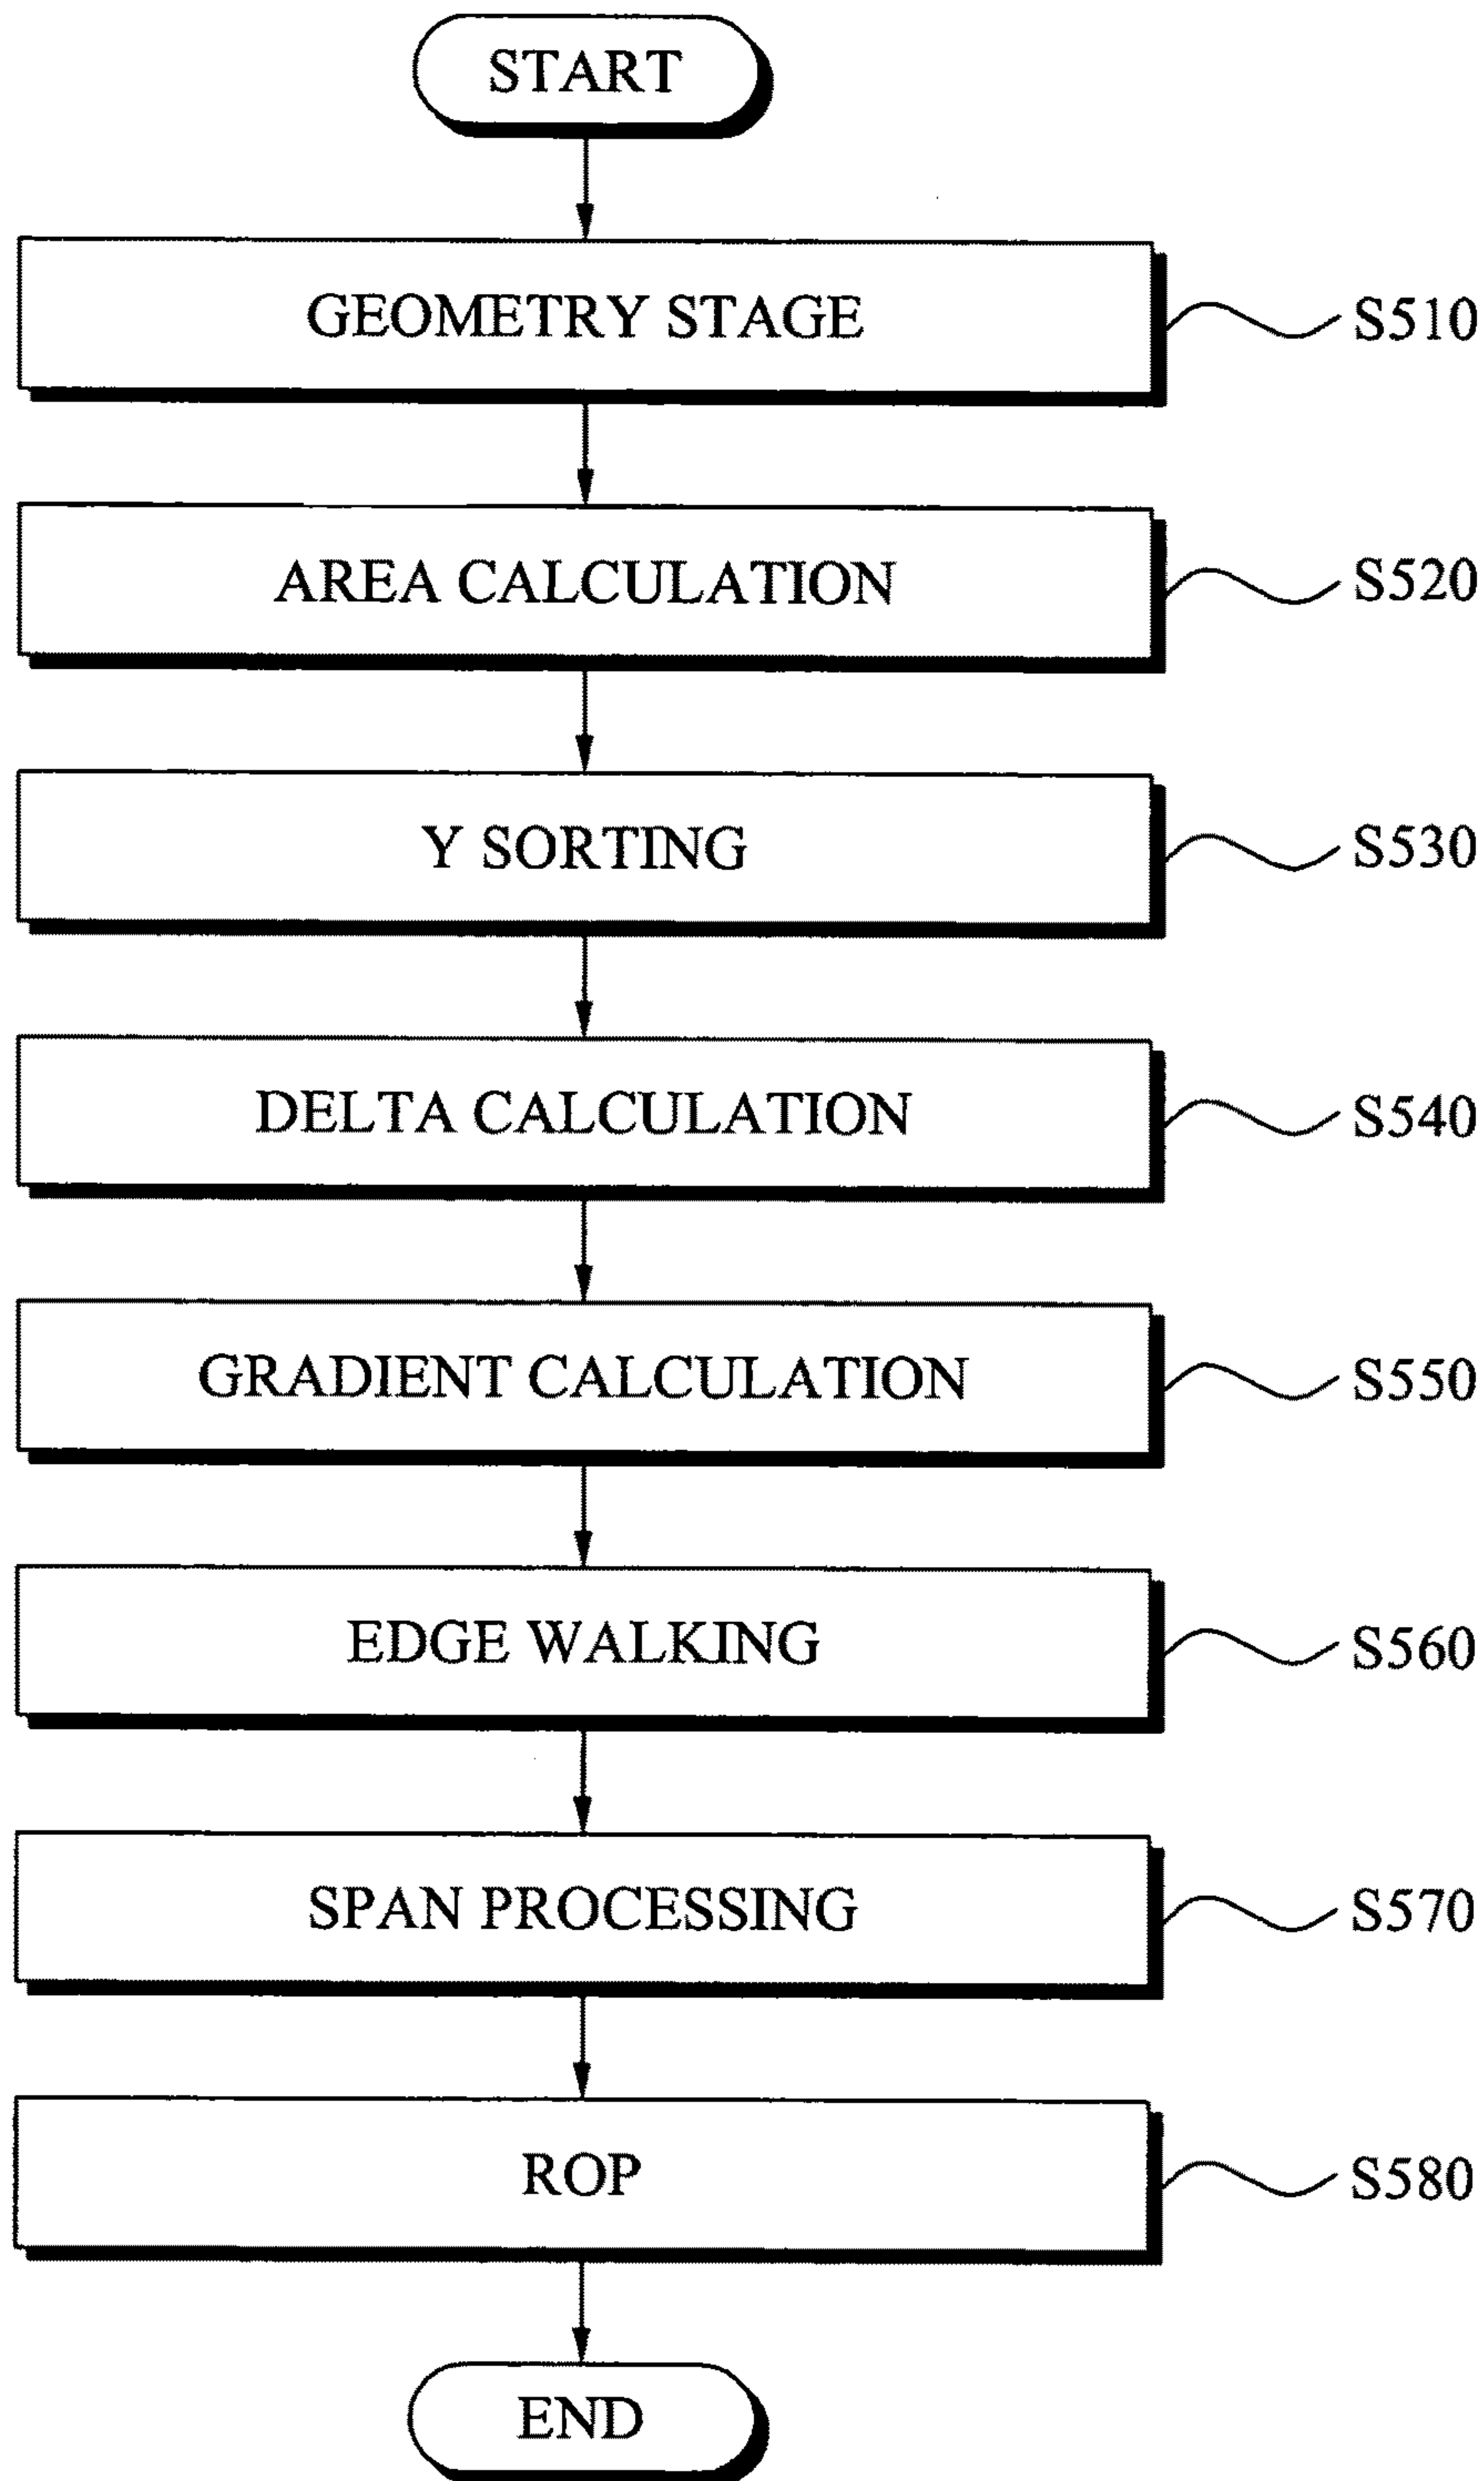 START
GEOMETRY STAGE
S510
AREA CALCULATION
S520
Y SORTING
S530
DELTA CALCULATION
S540
GRADIENT CALCULATION
S550
EDGE WALKING
S560
SPAN PROCESSING
S570
ROP
S580
END